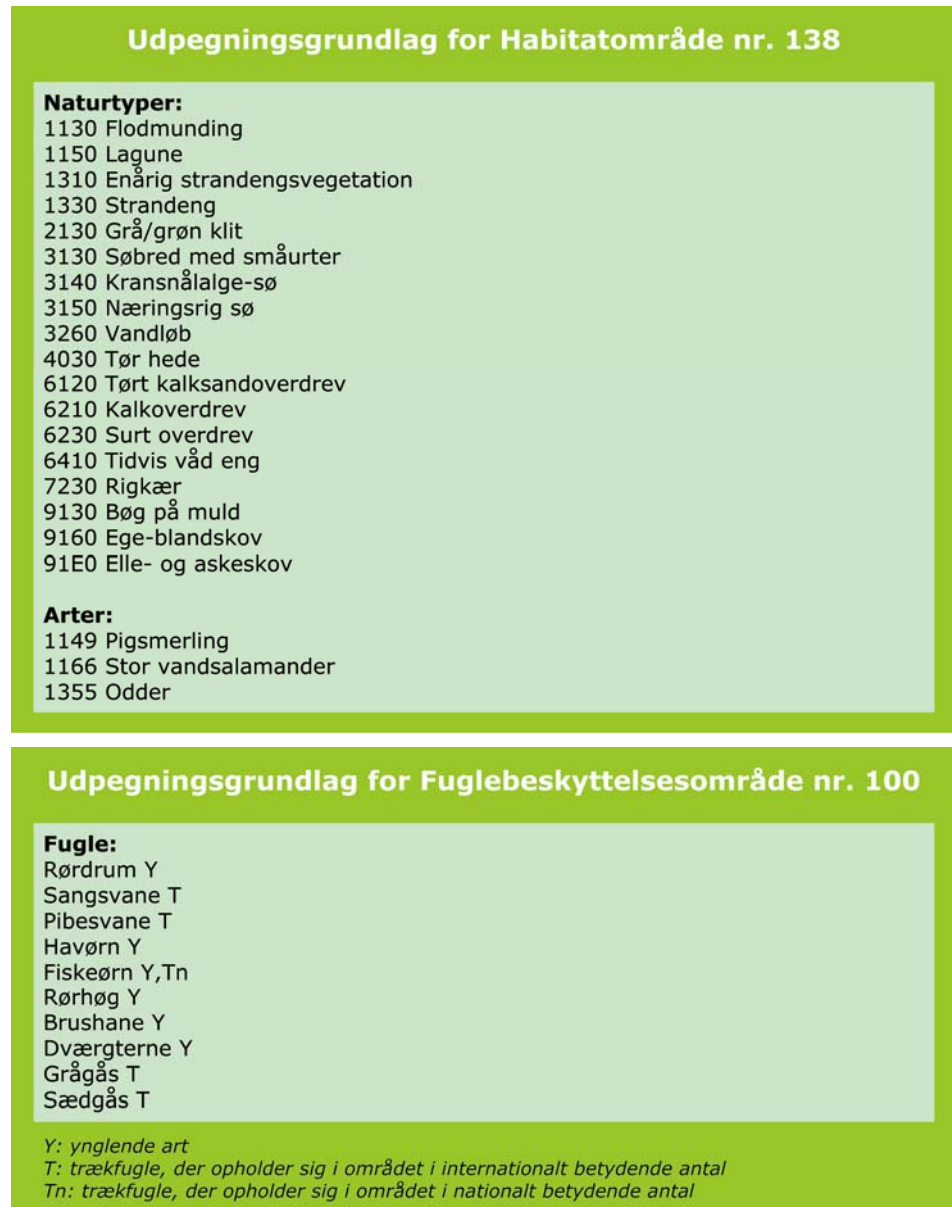 Udpegningsgrundlag for Habitatområde nr. 138
Naturtyper:
1130 Flodmunding
1150 Lagune
1310 Enårig strandengsvegetation
1330 Strandeng
2130 Grå/grøn klit
3130 Søbred med småurter
3140 Kransnålalge-sø
3150 Næringsrig sø
3260 Vandløb
4030 Tør hede
6120 Tørt kalksandoverdrev
6210 Kalkoverdrev
6230 Surt overdrev
6410 Tidvis våd eng
7230 Rigkær
9130 Bøg på muld
9160 Ege-blandskov
91E0 Elle- og askeskov
Arter:
1149 Pigsmerling
1166 Stor vandsalamander
1355 Odder
Udpegningsgrundlag for Fuglebeskyttelsesområde nr. 100
Fugle:
Rørdrum Y
Sangsvane T
Pibesvane T
Havørn Y
Fiskeørn Y,Tn
Rørhøg Y
Brushane Y
Dværgterne Y
Grågås T
Sædgås T
Y: ynglende art
T: trækfugle, der opholder sig i området i internationalt betydende antal
Tn: trækfugle, der opholder sig i området i nationalt betydende antal